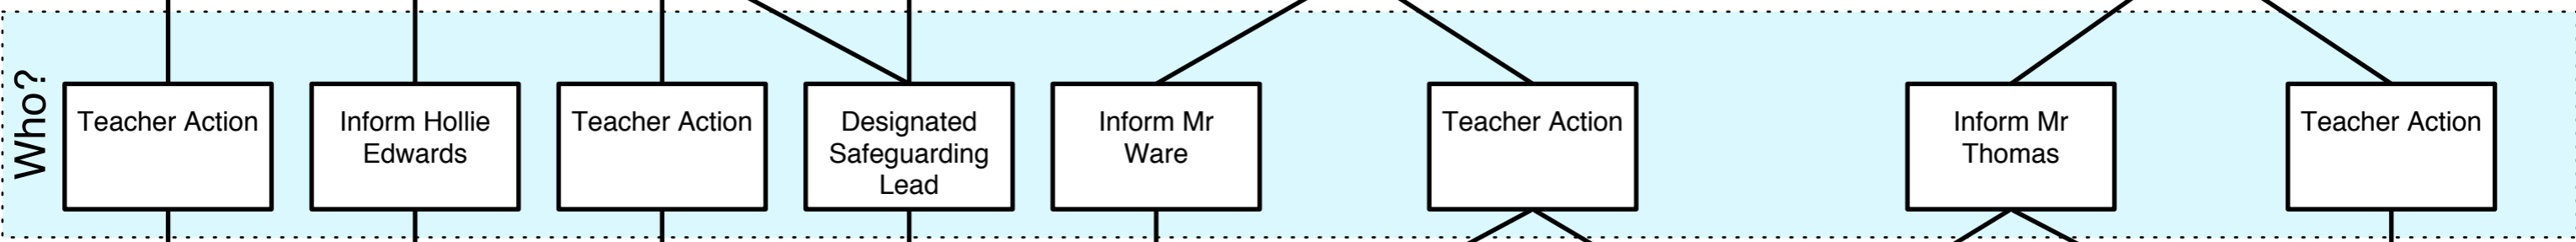 Who?
Teacher Action
Inform Hollie
Edwards
Teacher Action
Designated
Safeguarding
Lead
Inform Mr
Ware
Teacher Action
Inform Mr
Thomas
Teacher Action